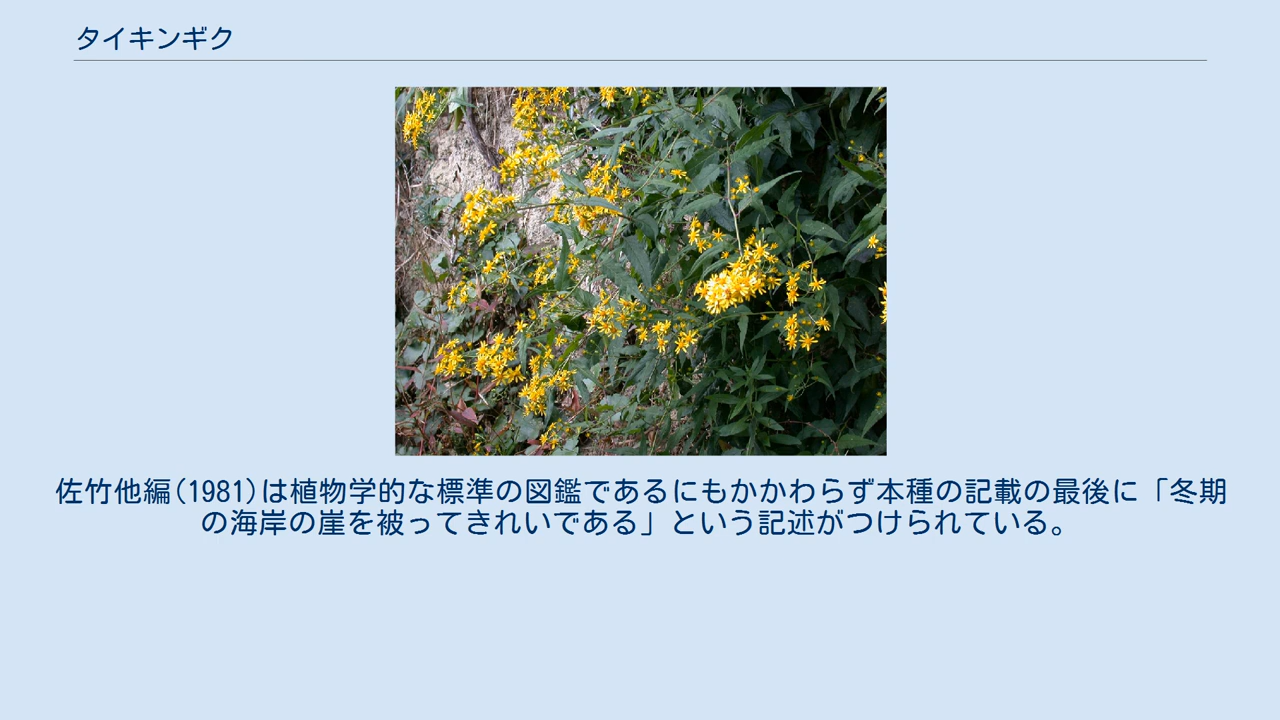 タイキンギク
佐竹他編(1981)は植物学的な標準の図鑑であるにもかかわらず本種の記載の最後に「冬期
の海岸の崖を被ってきれいである」という記述がつけられている。